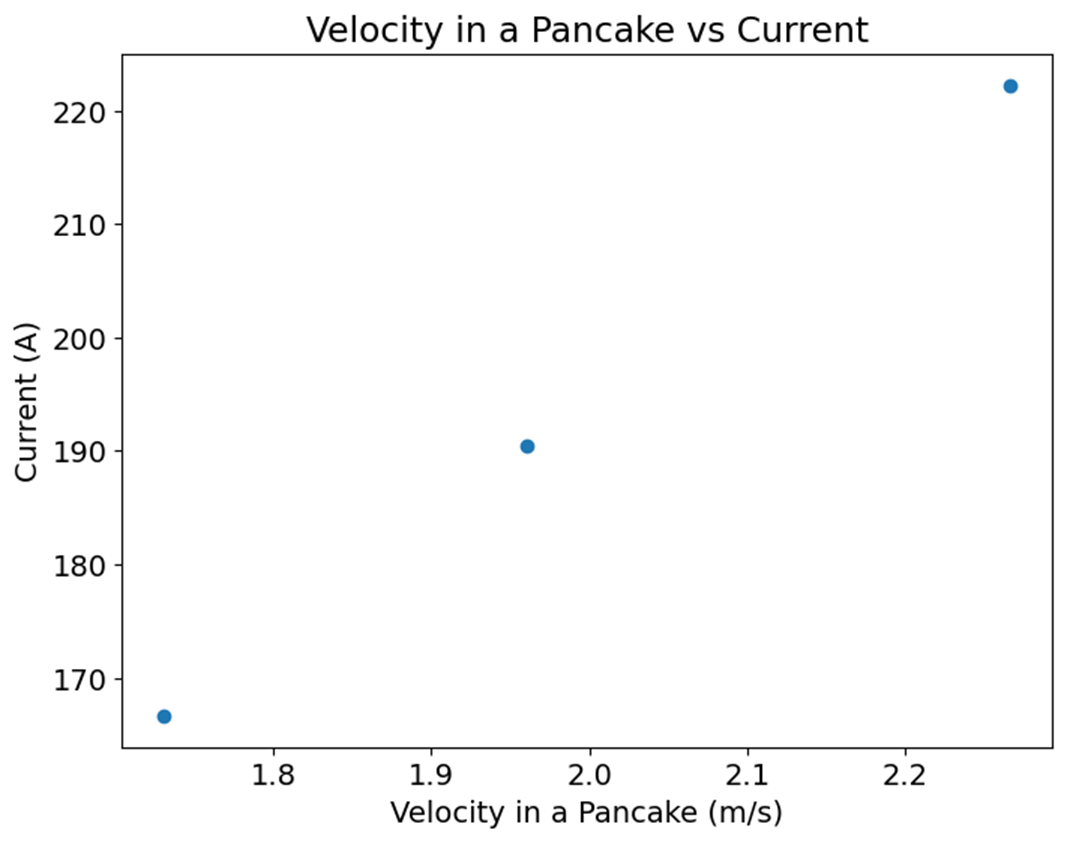 Velocity in a Pancake vs Current
220
210
200
190
180
170
Current (A)
1.8 1.9 2.0 2.1 2.2
Velocity in a Pancake (m/s)